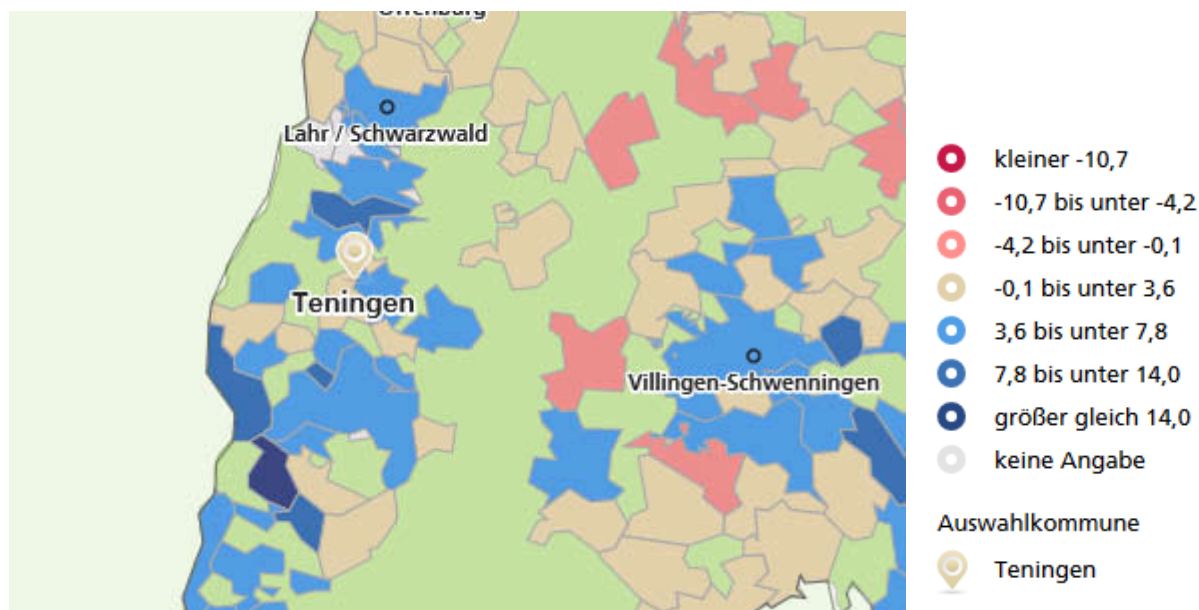 Offenburg
Lahr / Schwarzwald
Teningen
Villingen-Schwenningen
kleiner -10,7
-10,7 bis unter -4,2
-4,2 bis unter -0,1
-0,1 bis unter 3,6
3,6 bis unter 7,8
7,8 bis unter 14,0
größer gleich 14,0
keine Angabe
Auswahlkommune
Teningen